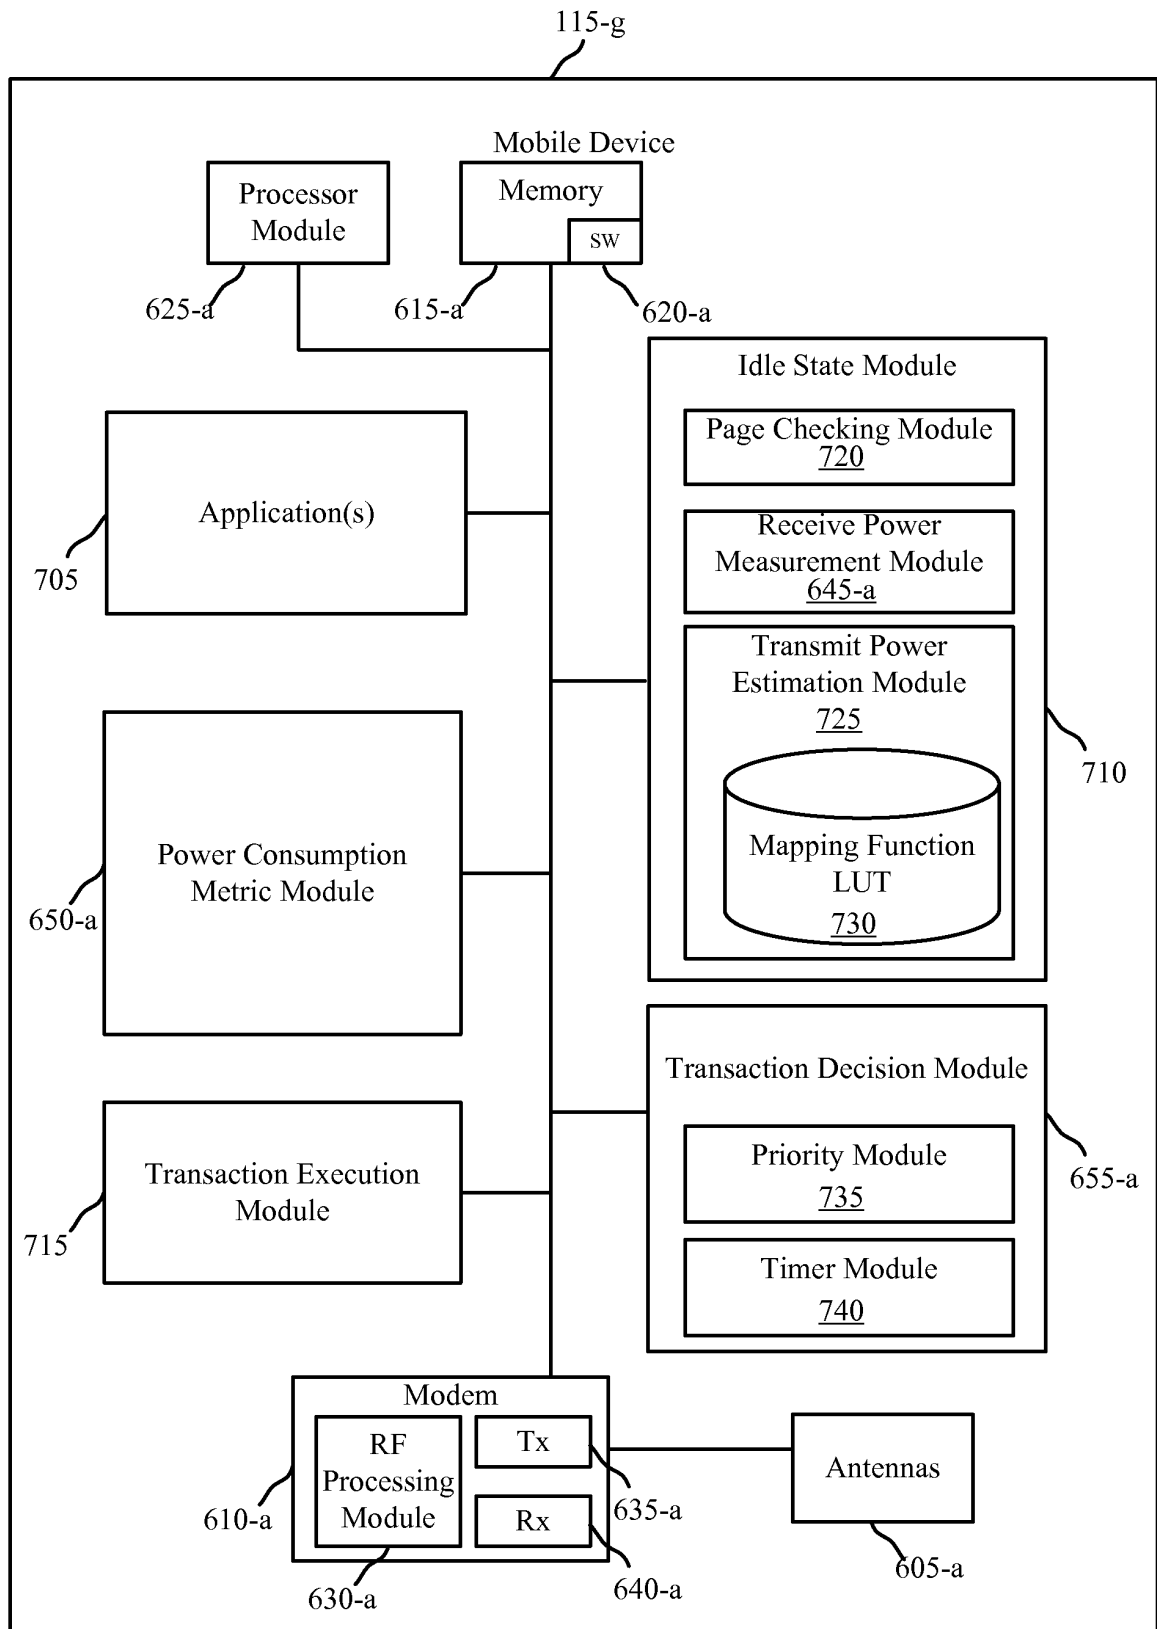 115-g
Mobile Device
Processor
Module
Memory
SW
625-a
615-a
620-a
Idle State Module
Page Checking Module
720
Receive Power
Measurement Module
645-a
Transmit Power
Estimation Module
725
Mapping Function
LUT
730
710
Application(s)
705
Power Consumption
Metric Module
650-a
Transaction Decision Module
Priority Module
735
Timer Module
740
655-a
Transaction Execution
Module
715
Modem
RF
Processing
Module
Tx
Rx
610-a
630-a
635-a
640-a
Antennas
605-a